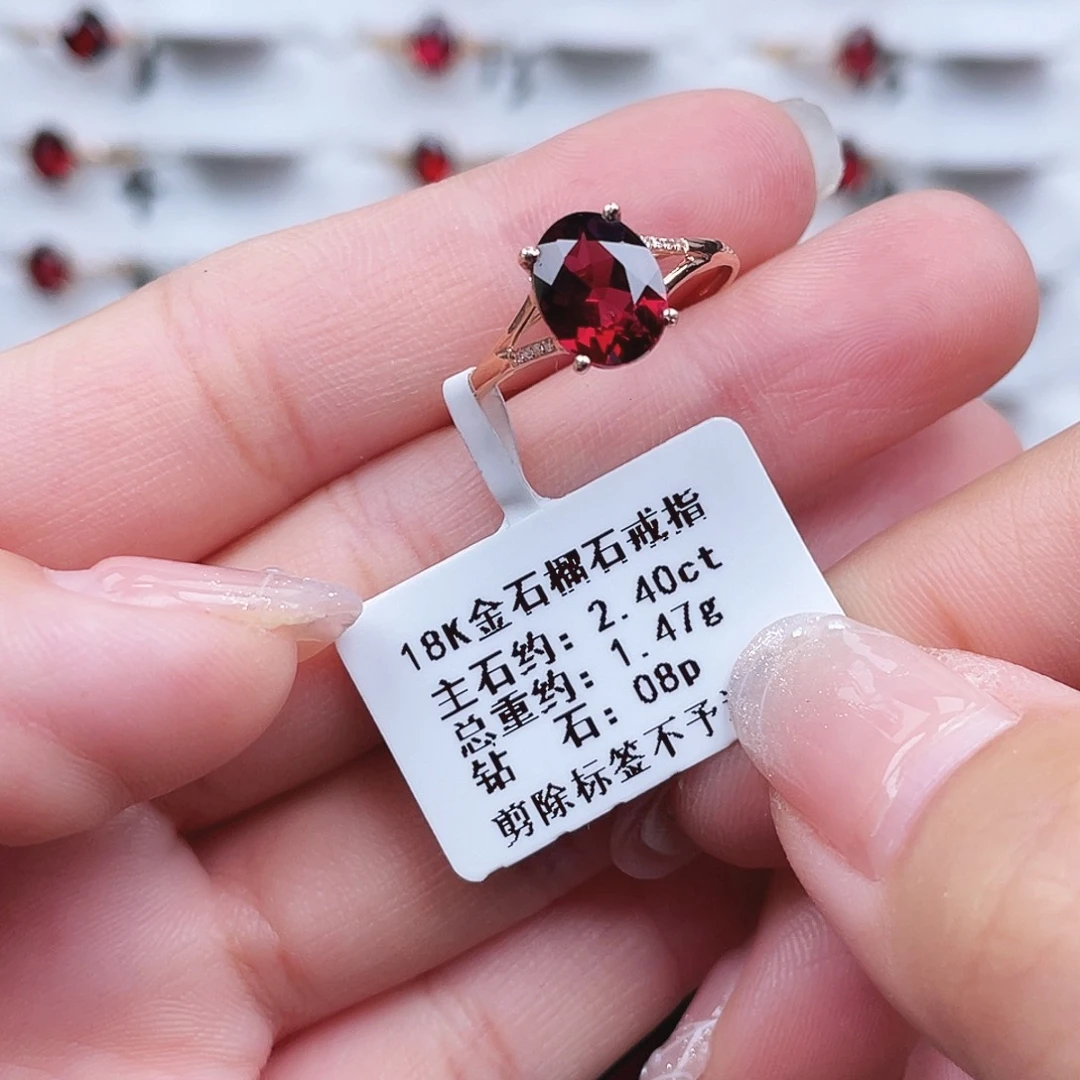 18K金石榴石戒指
主石约：2.40ct
总重约：1.47g
钻 石：08p
剪除标签不予